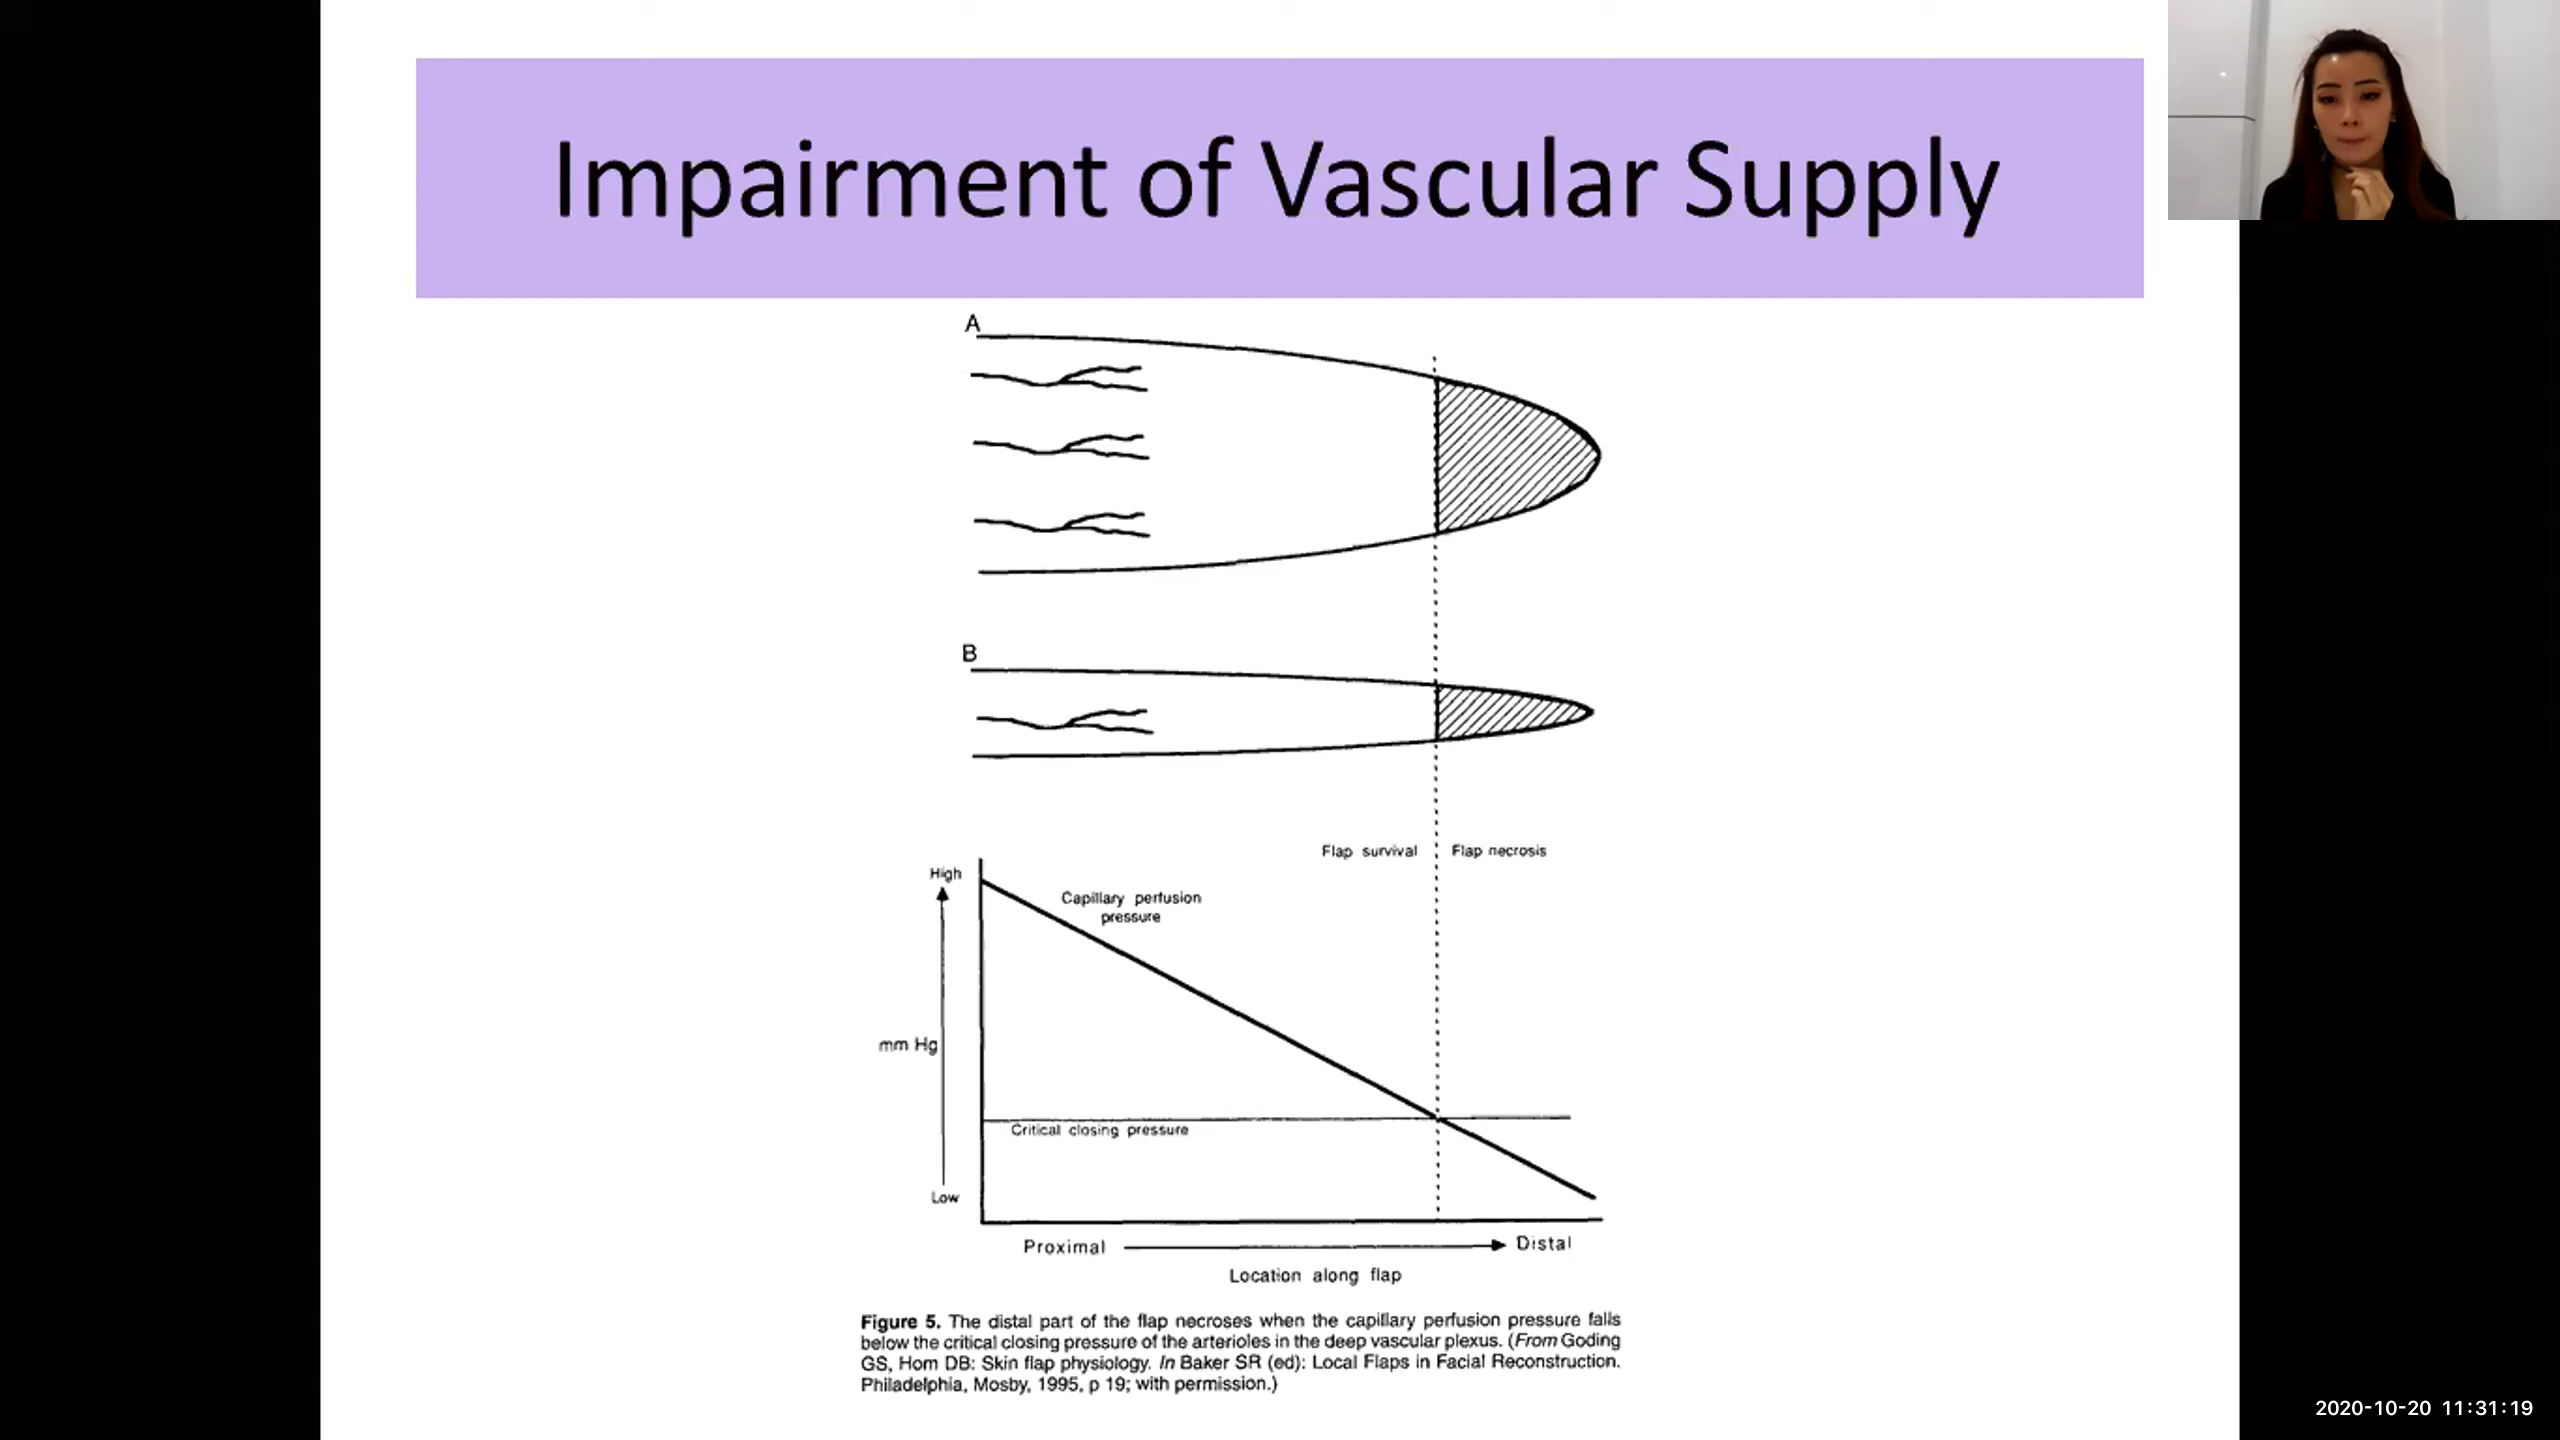 Impairment of Vascular Supply
A
B
Flap survival
Flap necrosis
High
Capillary perfusion
pressure
mm Hg
Critical closing pressure
Low
Proximal
Distal
Location along flap
Figure 5. The distal part of the flap necroses when the capillary perfusion pressure falls
below the critical closing pressure of the arterioles in the deep vascular plexus. (From Goding
GS, Hom DB: Skin flap physiology. In Baker SR (ed): Local Flaps in Facial Reconstruction.
Philadelphia, Mosby, 1995, p 19; with permission.)
2020-10-20 11:31:19